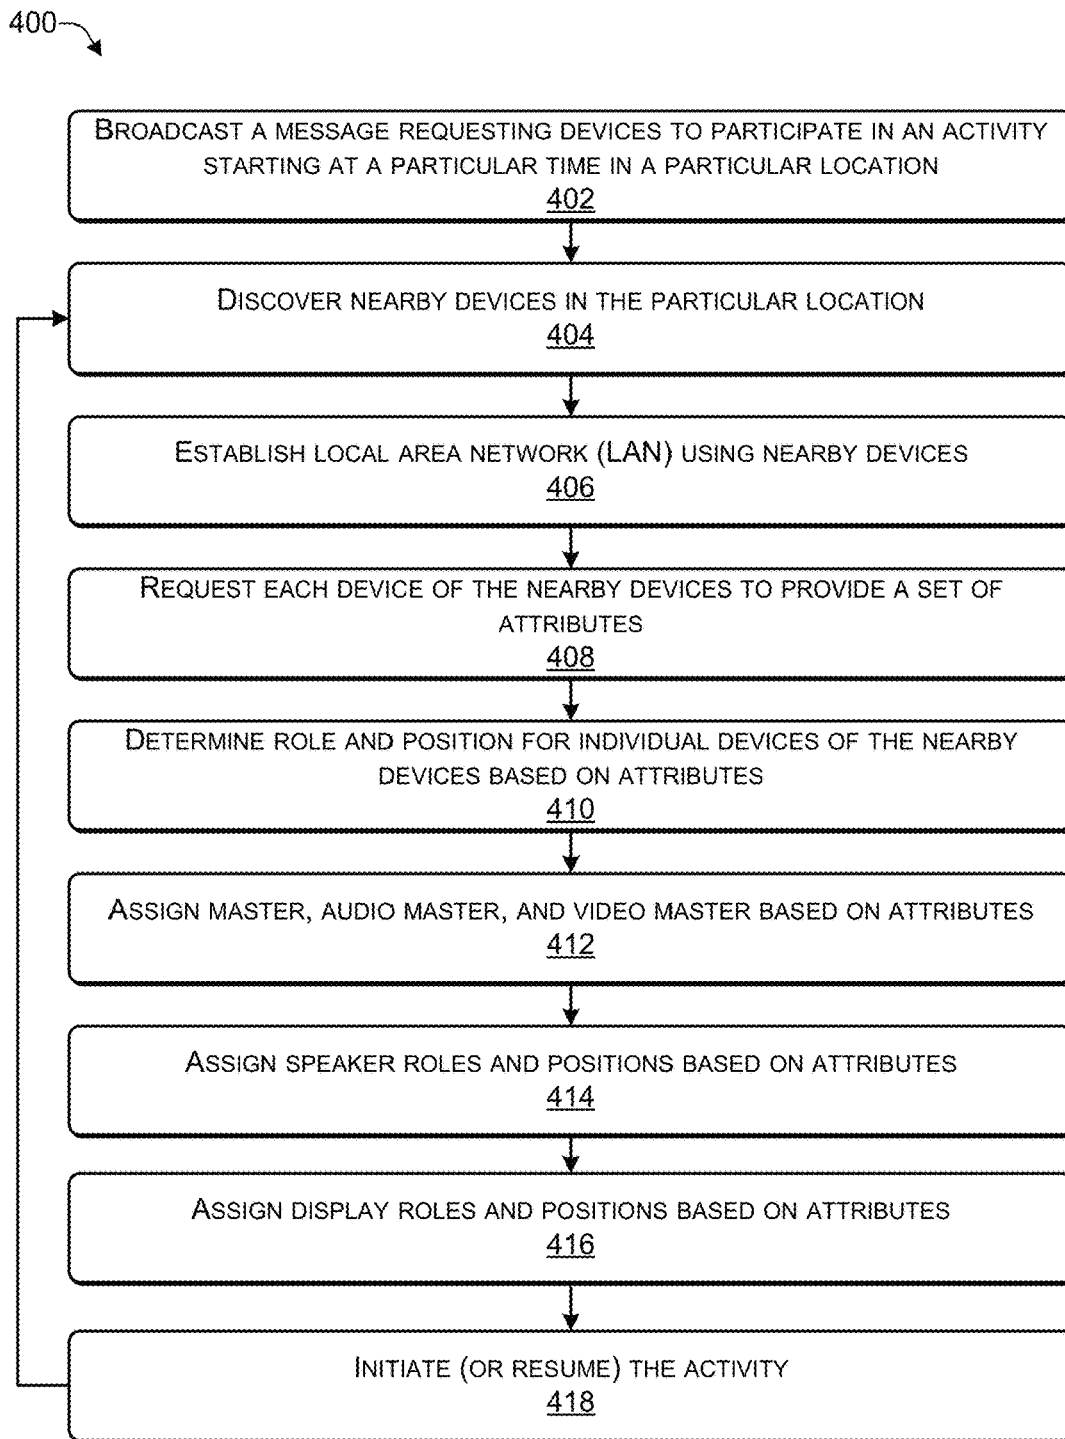 400
BROADCAST A MESSAGE REQUESTING DEVICES TO PARTICIPATE IN AN ACTIVITY
STARTING AT A PARTICULAR TIME IN A PARTICULAR LOCATION
402
DISCOVER NEARBY DEVICES IN THE PARTICULAR LOCATION
404
ESTABLISH LOCAL AREA NETWORK (LAN) USING NEARBY DEVICES
406
REQUEST EACH DEVICE OF THE NEARBY DEVICES TO PROVIDE A SET OF
ATTRIBUTES
408
DETERMINE ROLE AND POSITION FOR INDIVIDUAL DEVICES OF THE NEARBY
DEVICES BASED ON ATTRIBUTES
410
ASSIGN MASTER, AUDIO MASTER, AND VIDEO MASTER BASED ON ATTRIBUTES
412
ASSIGN SPEAKER ROLES AND POSITIONS BASED ON ATTRIBUTES
414
ASSIGN DISPLAY ROLES AND POSITIONS BASED ON ATTRIBUTES
416
INITIATE (OR RESUME) THE ACTIVITY
418